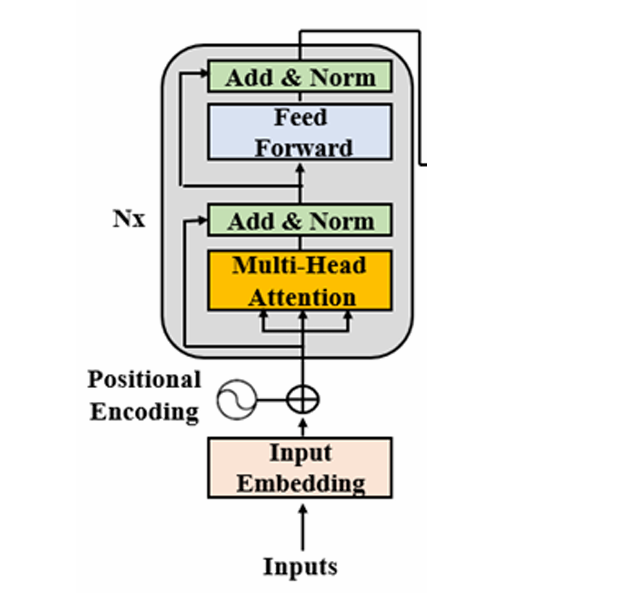 Add & Norm
Feed
Forward
Nx
Add & Norm
Multi-Head
Attention
Positional
Encoding
Input
Embedding
Inputs